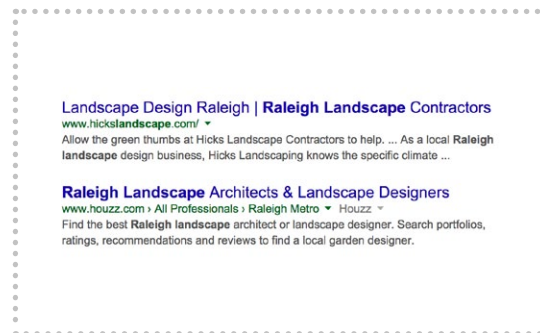 Landscape Design Raleigh | Raleigh Landscape Contractors
www.hickslandscape.com/
Allow the green thumbs at Hicks Landscape Contractors to help. ... As a local Raleigh
landscape design business, Hicks Landscaping knows the specific climate ...
Raleigh Landscape Architects & Landscape Designers
www.houzz.com › All Professionals › Raleigh Metro Houzz
Find the best Raleigh landscape architect or landscape designer. Search portfolios,
ratings, recommendations and reviews to find a local garden designer.